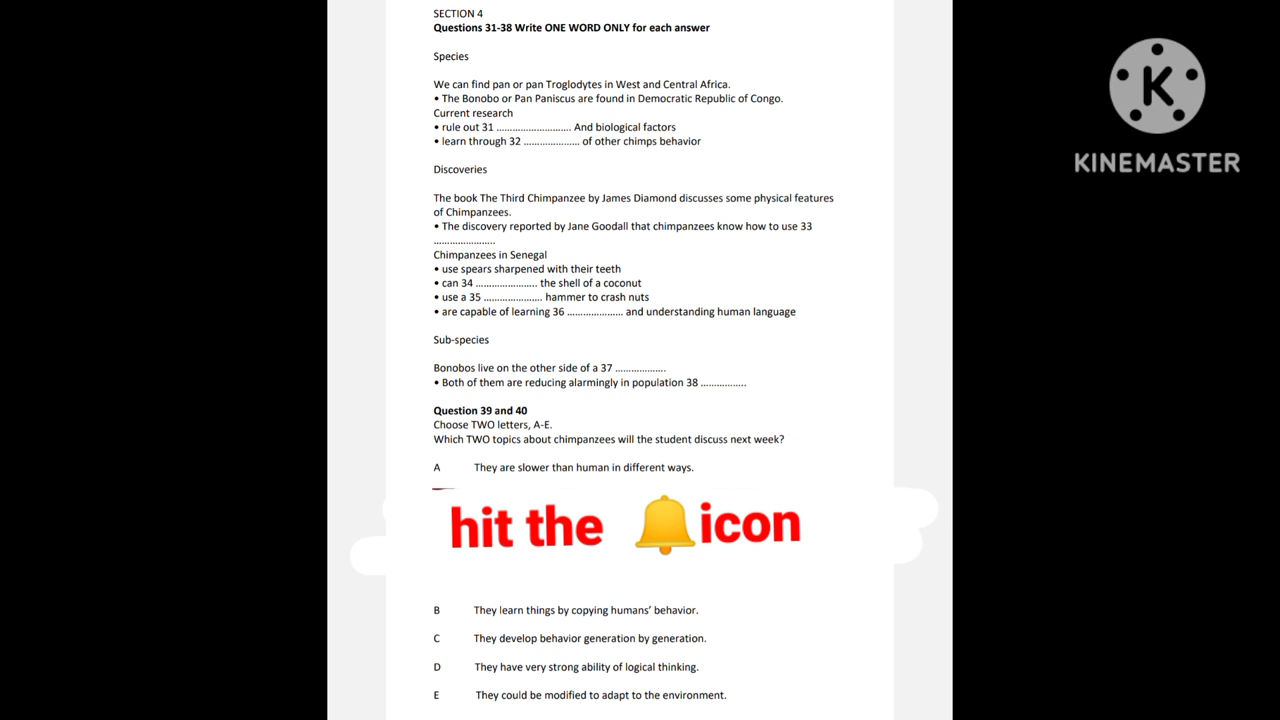 SECTION 4
Questions 31-38 Write ONE WORD ONLY for each answer
Species
We can find pan or pan Troglodytes in West and Central Africa.
• The Bonobo or Pan Paniscus are found in Democratic Republic of Congo.
Current research
• rule out 31 ........................... And biological factors
• learn through 32 .................... of other chimps behavior
Discoveries
The book The Third Chimpanzee by James Diamond discusses some physical features
of Chimpanzees.
• The discovery reported by Jane Goodall that chimpanzees know how to use 33
......................
Chimpanzees in Senegal
• use spears sharpened with their teeth
• can 34 ...................... the shell of a coconut
• use a 35 ..................... hammer to crash nuts
• are capable of learning 36 .................... and understanding human language
Sub-species
Bonobos live on the other side of a 37 ..................
• Both of them are reducing alarmingly in population 38 ................
Question 39 and 40
Choose TWO letters, A-E.
Which TWO topics about chimpanzees will the student discuss next week?
A They are slower than human in different ways.
hit the 🔔 icon
B They learn things by copying humans’ behavior.
C They develop behavior generation by generation.
D They have very strong ability of logical thinking.
E They could be modified to adapt to the environment.
K
KINEMASTER